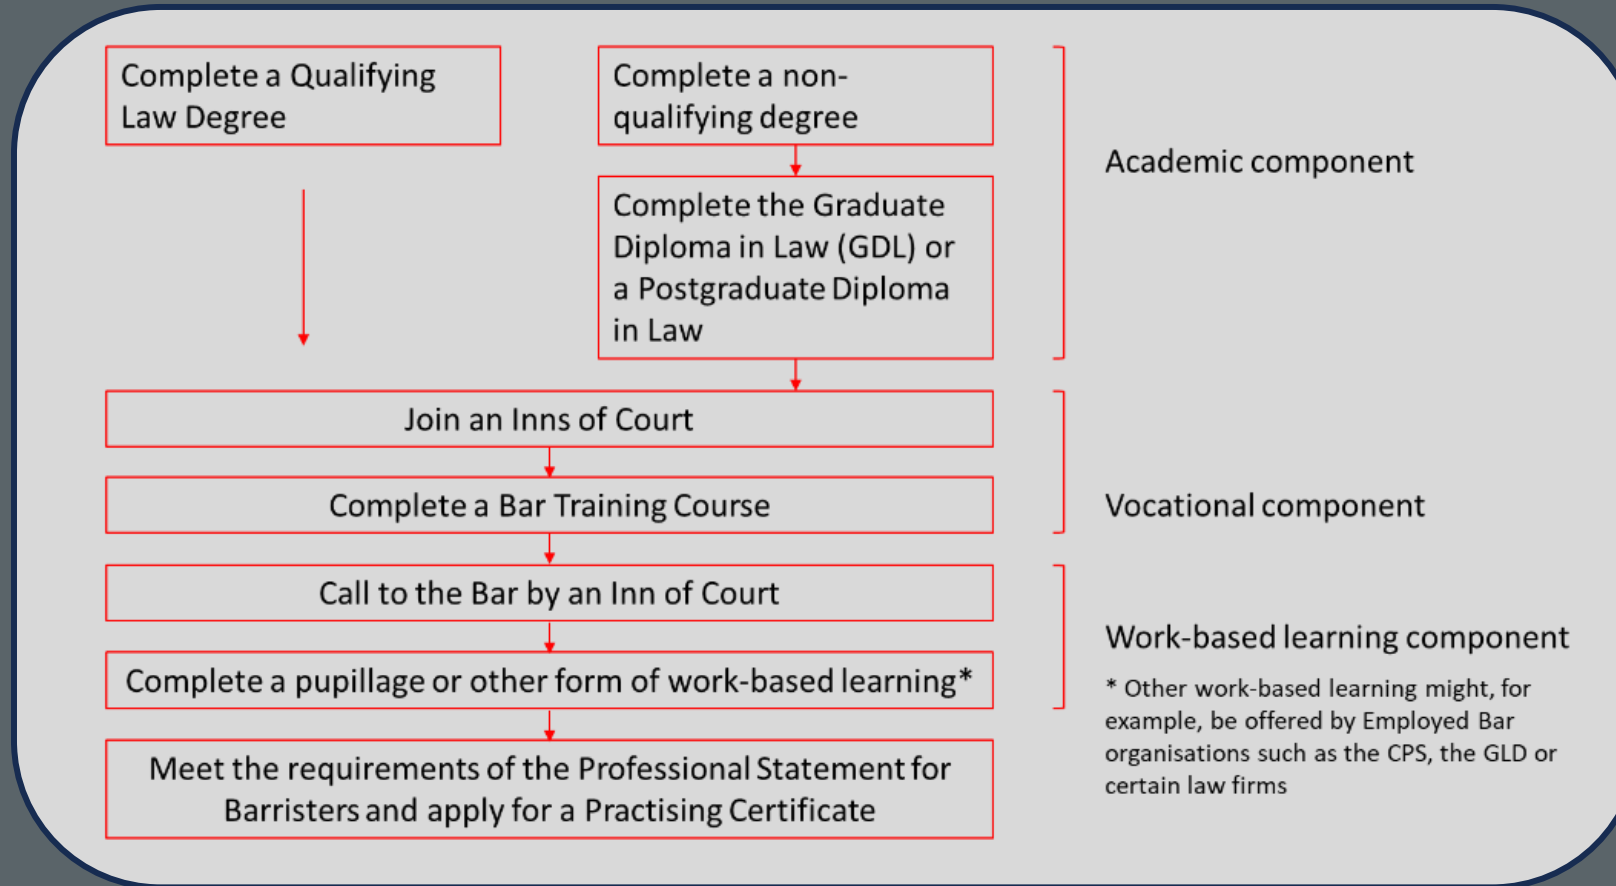 Complete a Qualifying
Law Degree
Complete a non-
qualifying degree
Complete the Graduate
Diploma in Law (GDL) or
a Postgraduate Diploma
in Law
Academic component
Join an Inns of Court
Complete a Bar Training Course
Vocational component
Call to the Bar by an Inn of Court
Complete a pupillage or other form of work-based learning*
Work-based learning component
* Other work-based learning might, for
example, be offered by Employed Bar
organisations such as the CPS, the GLD or
certain law firms
Meet the requirements of the Professional Statement for
Barristers and apply for a Practising Certificate